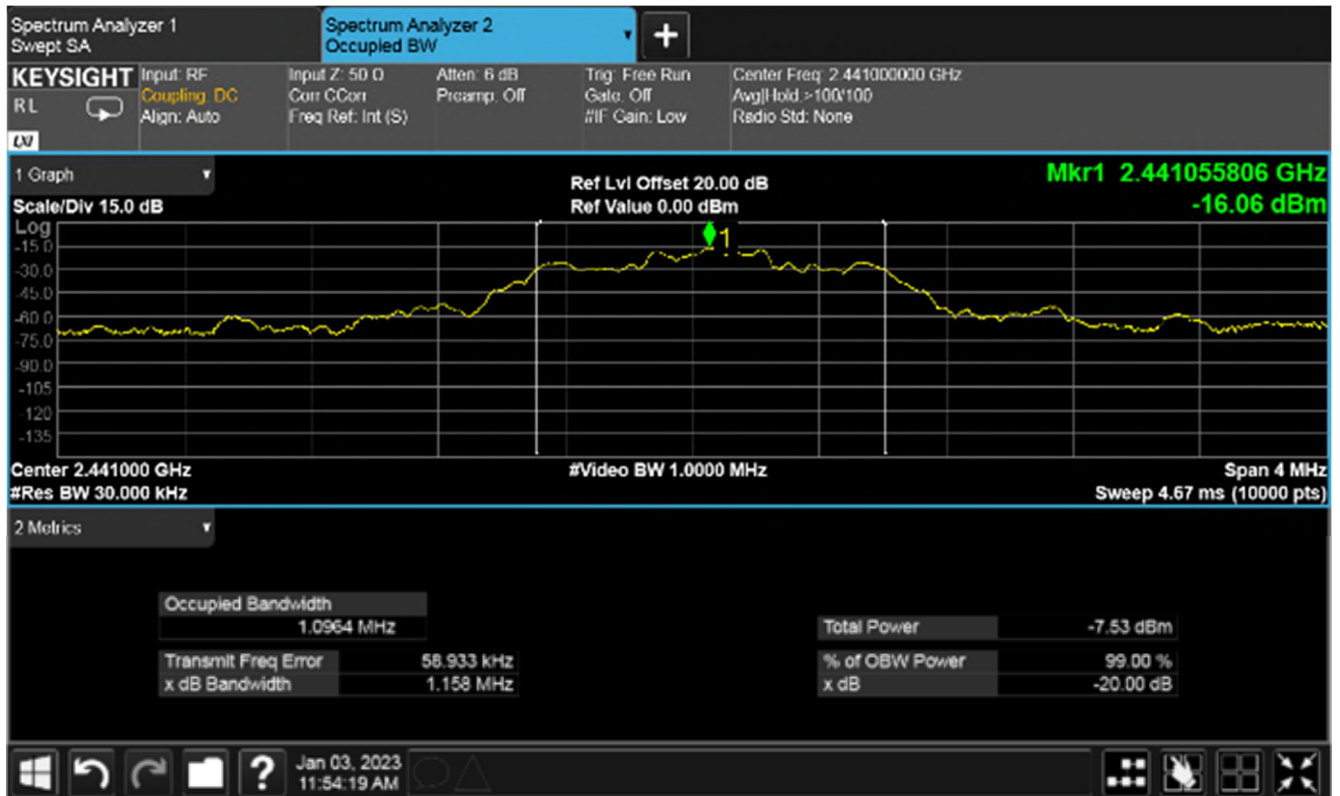 Spectrum Analyzer 1
Swept SA
Spectrum Analyzer 2
Occupied BW
+
KEYSIGHT
RL
LXI
Input: RF
Coupling: DC
Align: Auto
Input Z: 50 Ω
Corr CCorr
Freq Ref: Int (S)
Atten: 6 dB
Preamp: Off
Trig: Free Run
Gate: Off
#IF Gain: Low
Center Freq: 2.441000000 GHz
Avg|Hold:>100/100
Radio Std: None
1 Graph
Scale/Div 15.0 dB
Ref Lvl Offset 20.00 dB
Ref Value 0.00 dBm
Mkr1 2.441055806 GHz
-16.06 dBm
Log
-15.0
-30.0
-45.0
-60.0
-75.0
-90.0
-105
-120
-135
1
Center 2.441000 GHz
#Res BW 30.000 kHz
#Video BW 1.0000 MHz
Span 4 MHz
Sweep 4.67 ms (10000 pts)
2 Metrics
Occupied Bandwidth
1.0964 MHz
Transmit Freq Error 58.933 kHz
x dB Bandwidth 1.158 MHz
Total Power -7.53 dBm
% of OBW Power 99.00 %
x dB -20.00 dB
?
Jan 03, 2023
11:54:19 AM